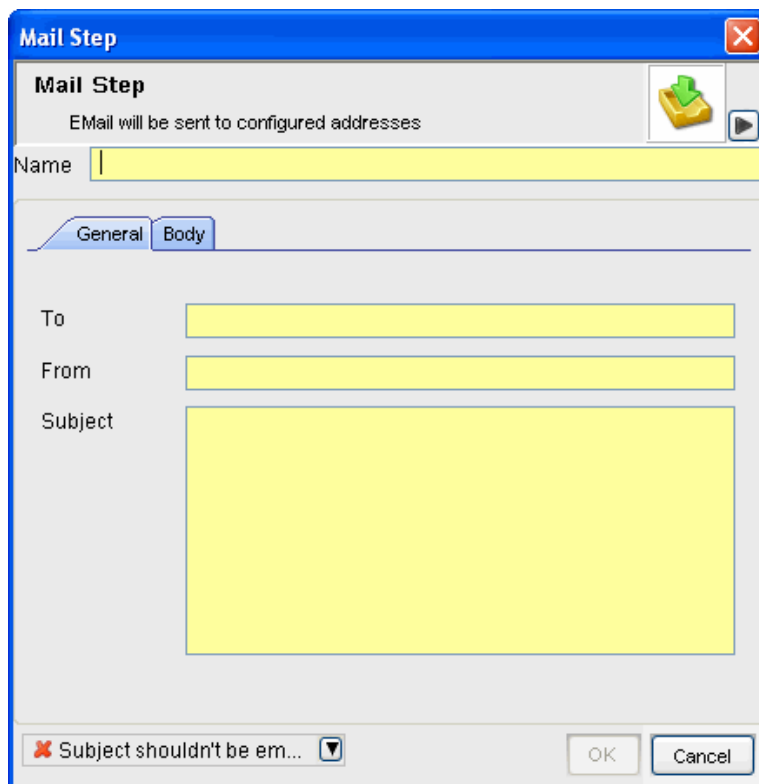 Mail Step
Mail Step
EMail will be sent to configured addresses
Name
General Body
To
From
Subject
Subject shouldn't be em...
OK Cancel